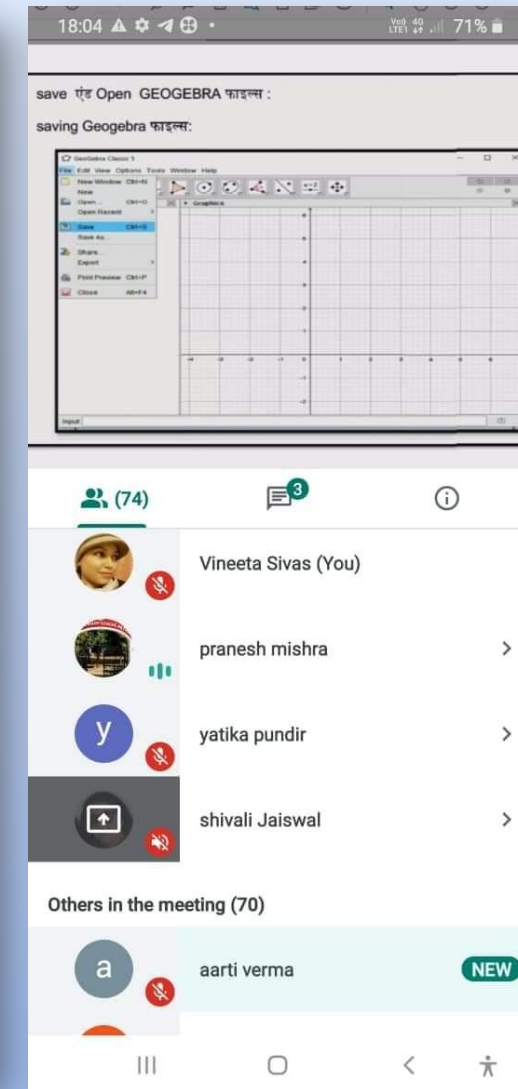 18:04
Vo)) 4G
LTE1
71%
save एंड Open GEOGEBRA फाइल्स :
saving Geogebra फाइल्स:
GeoGebra Classic 5
File Edit View Options Tools Window Help
New Window Ctrl+N
New
Open... Ctrl+O
Open Recent
Save Ctrl+S
Save As...
Share...
Export
Print Preview Ctrl+P
Close Alt+F4
Graphics
Input:
(74)
3
Vineeta Sivas (You)
pranesh mishra
y
yatika pundir
shivali Jaiswal
Others in the meeting (70)
a
aarti verma
NEW